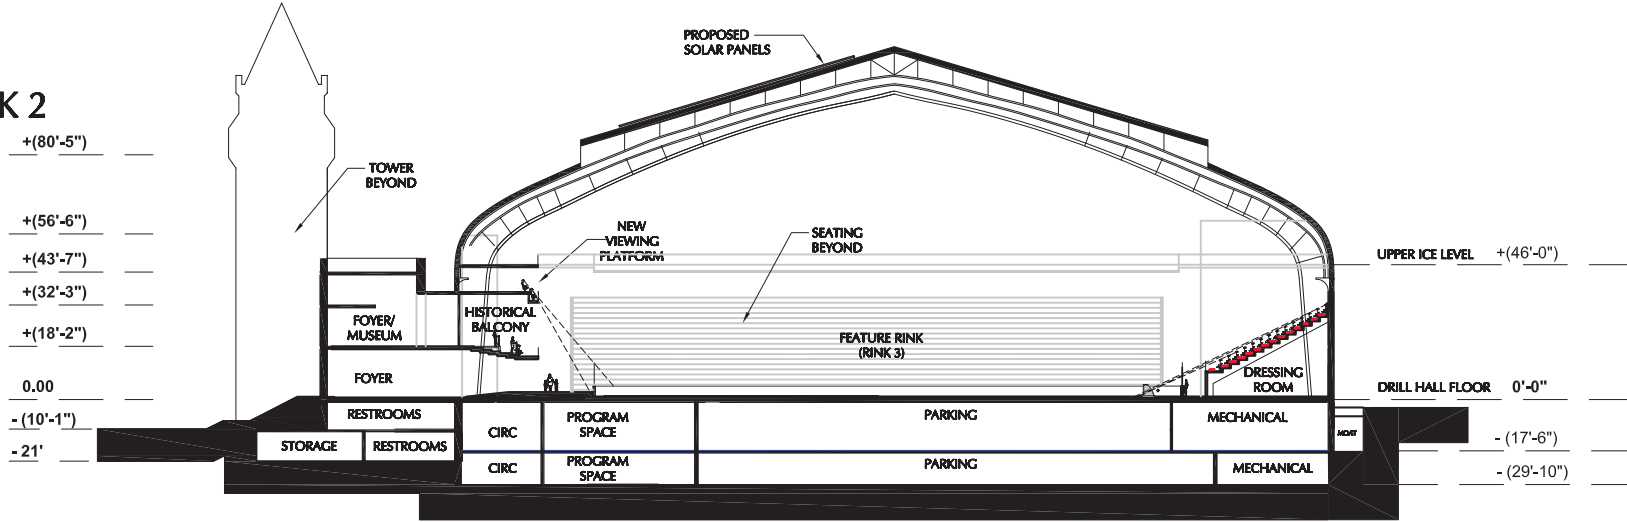 PROPOSED
SOLAR PANELS
K 2
+(80'-5")
TOWER
BEYOND
+(56'-6")
NEW
VIEWING
PLATFORM
SEATING
BEYOND
+(43'-7")
UPPER ICE LEVEL +(46'-0")
+(32'-3")
HISTORICAL
BALCONY
FOYER/
MUSEUM
+(18'-2")
FEATURE RINK
(RINK 3)
FOYER
DRESSING
ROOM
0.00
DRILL HALL FLOOR 0'-0"
- (10'-1")
RESTROOMS
CIRC
PROGRAM
SPACE
PARKING
MECHANICAL
MOAT
- 21'
STORAGE
RESTROOMS
- (17'-6")
CIRC
PROGRAM
SPACE
PARKING
MECHANICAL
- (29'-10")